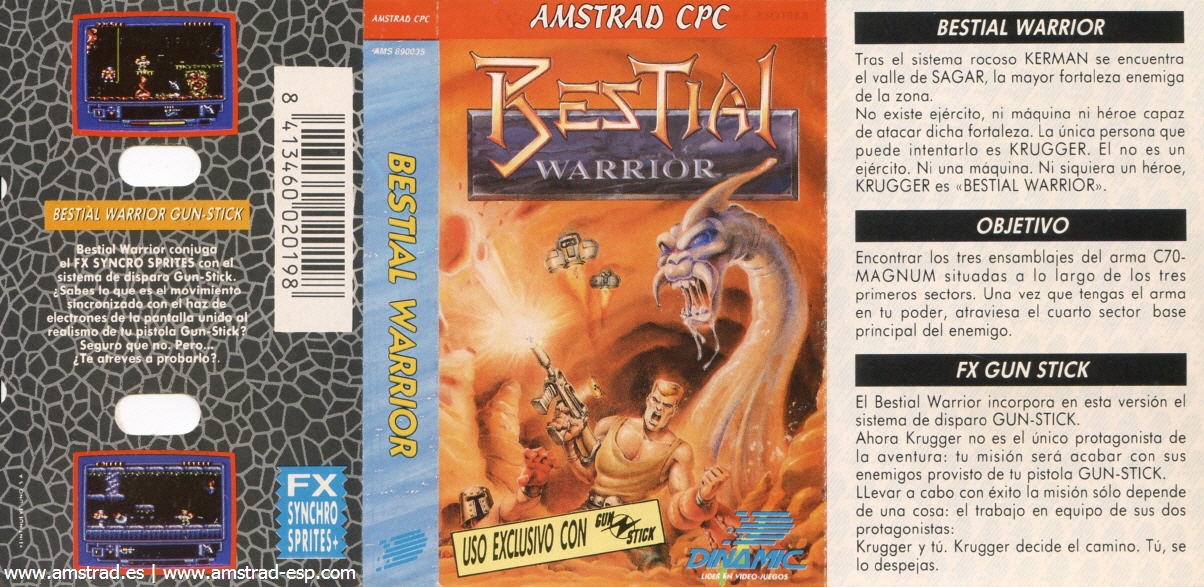 8 413460 020198
BESTIAL WARRIOR GUN-STICK
Bestial Warrior conjuga
el FX SYNCRO SPRITES con el
sistema de disparo Gun-Stick.
¿Sabes lo que es el movimiento
sincronizado con el haz de
electrones de la pantalla unido al
realismo de tu pistola Gun-Stick?
Seguro que no. Pero...
¿Te atreves a probarlo?.
FX
SYNCHRO
SPRITES+
www.amstrad.es | www.amstrad-esp.com
AMSTRAD CPC
AMS 890035
BESTIAL WARRIOR
AMSTRAD CPC
BESTIAL
WARRIOR
USO EXCLUSIVO CON GUN STICK
DINAMIC
LIDER EN VIDEO-JUEGOS
BESTIAL WARRIOR
Tras el sistema rocoso KERMAN se encuentra
el valle de SAGAR, la mayor fortaleza enemiga
de la zona.
No existe ejército, ni máquina ni héroe capaz
de atacar dicha fortaleza. La única persona que
puede intentarlo es KRUGGER. El no es un
ejército. Ni una máquina. Ni siquiera un héroe,
KRUGGER es «BESTIAL WARRIOR».
OBJETIVO
Encontrar los tres ensamblajes del arma C70-
MAGNUM situadas a lo largo de los tres
primeros sectors. Una vez que tengas el arma
en tu poder, atraviesa el cuarto sector base
principal del enemigo.
FX GUN STICK
El Bestial Warrior incorpora en esta versión el
sistema de disparo GUN-STICK.
Ahora Krugger no es el único protagonista de
la aventura: tu misión será acabar con sus
enemigos provisto de tu pistola GUN-STICK.
LLevar a cabo con éxito la misión sólo depende
de una cosa: el trabajo en equipo de sus dos
protagonistas:
Krugger y tú. Krugger decide el camino. Tú, se
lo despejas.